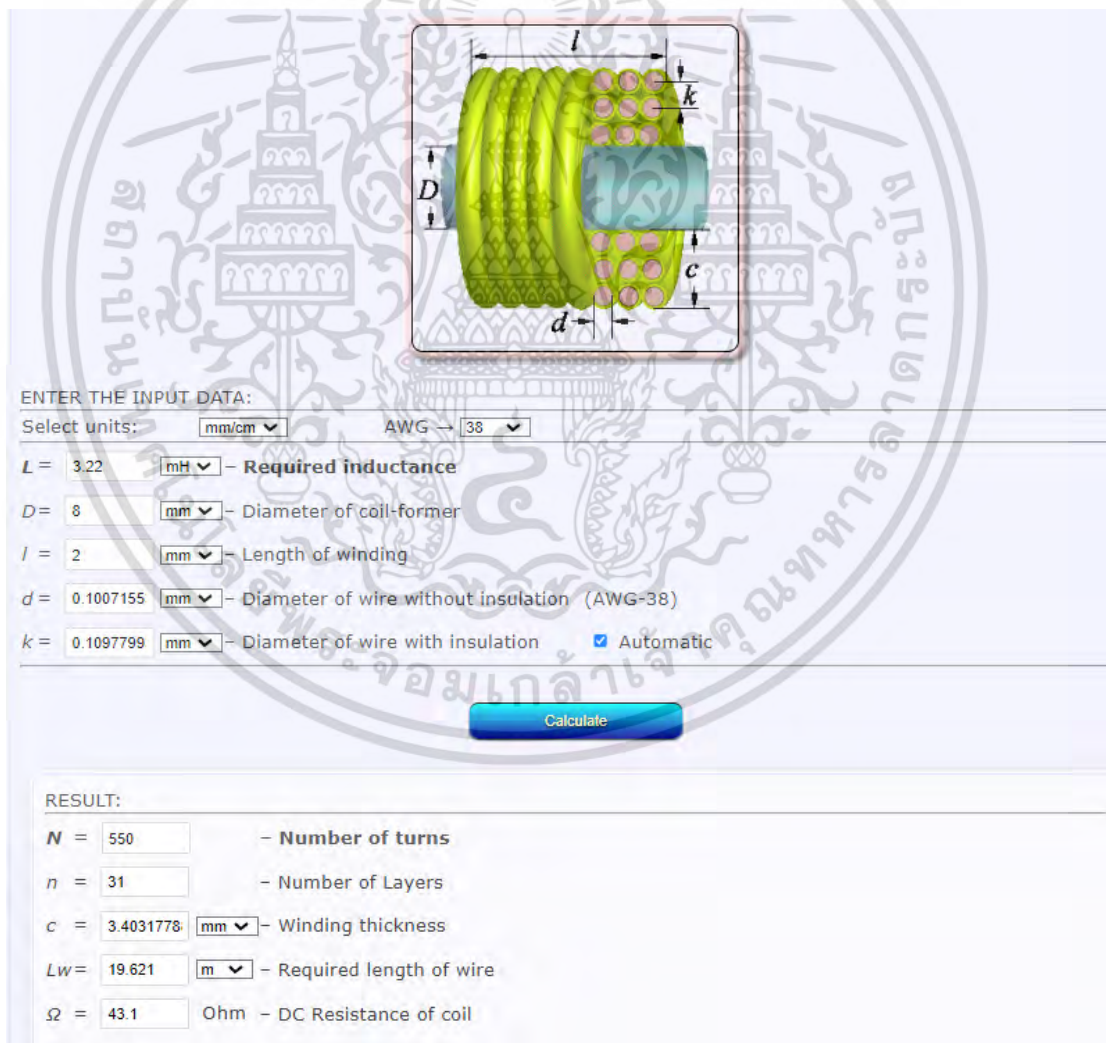 l
k
D
c
d
ENTER THE INPUT DATA:
Select units: mm/cm AWG → 38
L = 3.22 mH – Required inductance
D = 8 mm – Diameter of coil-former
l = 2 mm – Length of winding
d = 0.1007155 mm – Diameter of wire without insulation (AWG-38)
k = 0.1097799 mm – Diameter of wire with insulation Automatic
Calculate
RESULT:
N = 550 – Number of turns
n = 31 – Number of Layers
c = 3.4031778 mm – Winding thickness
Lw = 19.621 m – Required length of wire
Ω = 43.1 Ohm – DC Resistance of coil